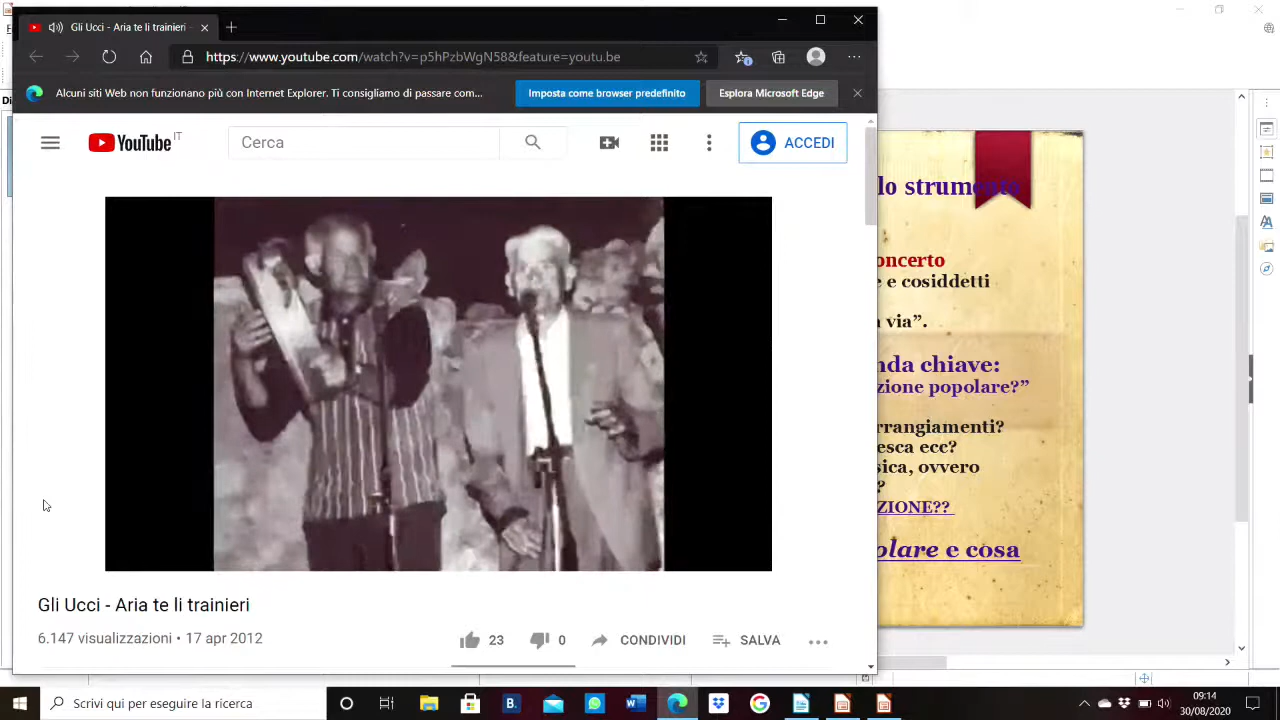 Gli Ucci - Aria te li trainieri -
https://www.youtube.com/watch?v=p5hPzbWgN58&feature=youtu.be
Alcuni siti Web non funzionano più con Internet Explorer. Ti consigliamo di passare com...
Imposta come browser predefinito
Esplora Microsoft Edge
YouTube IT
Cerca
ACCEDI
Gli Ucci - Aria te li trainieri
6.147 visualizzazioni • 17 apr 2012
23
0
CONDIVIDI
SALVA
lo strumento
oncerto
e e cosiddetti
a via”.
nda chiave:
zione popolare?”
rrangiamenti?
esca ecc?
sica, ovvero
?
ZIONE??
olare e cosa
Scrivi qui per eseguire la ricerca
09:14
30/08/2020